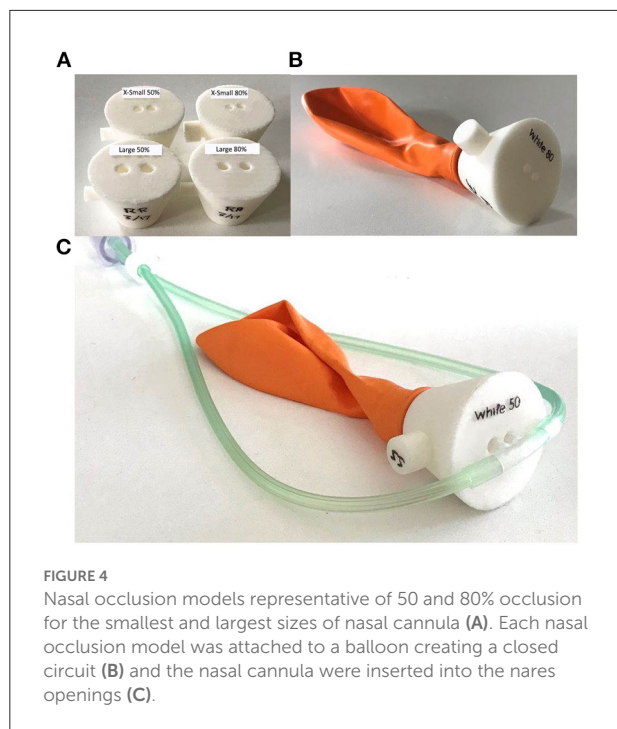 A
B
X-Small 50%
X-Small 80%
Large 50%
Large 80%
White 80
C
White 50
FIGURE 4
Nasal occlusion models representative of 50 and 80% occlusion
for the smallest and largest sizes of nasal cannula (A). Each nasal
occlusion model was attached to a balloon creating a closed
circuit (B) and the nasal cannula were inserted into the nares
openings (C).